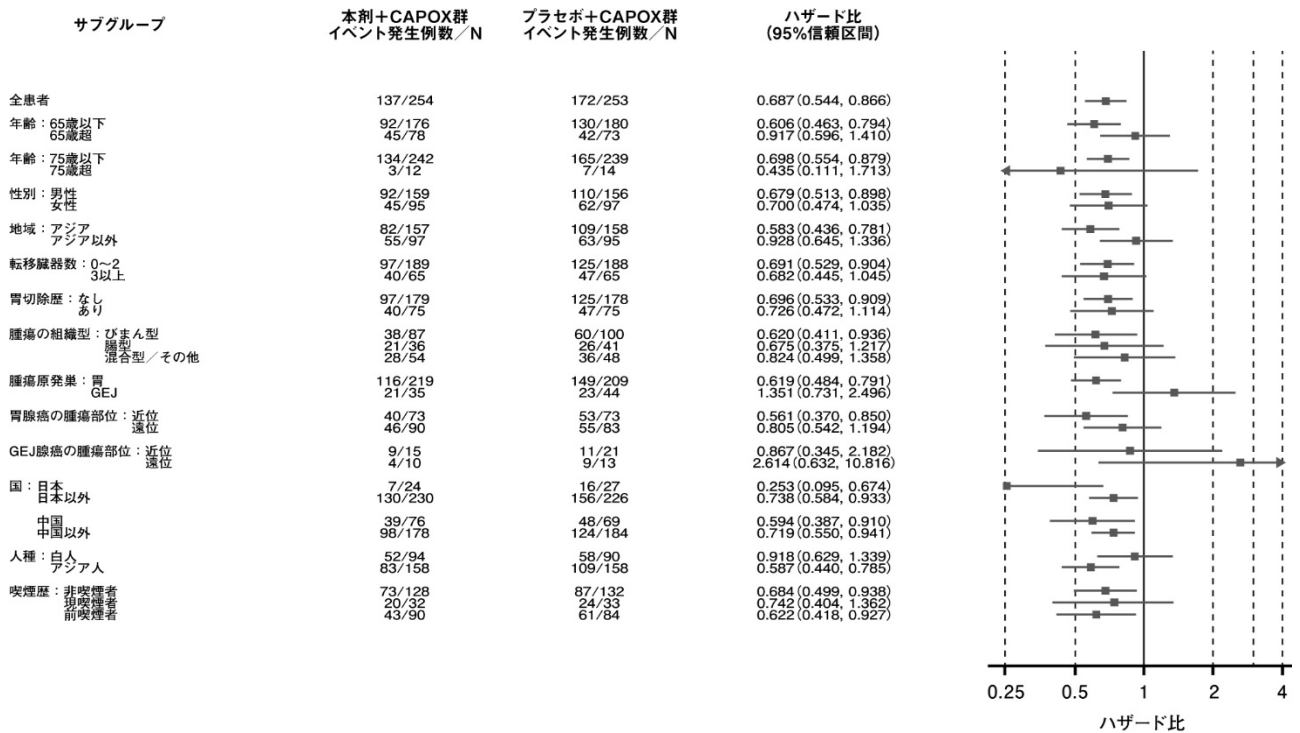 サブグループ 本剤＋CAPOX群 プラセボ＋CAPOX群 ハザード比
イベント発生例数／N イベント発生例数／N （95％信頼区間）
全患者 137/254 172/253 0.687(0.544, 0.866)
年齢：65歳以下 92/176 130/180 0.606(0.463, 0.794)
65歳超 45/78 42/73 0.917(0.596, 1.410)
年齢：75歳以下 134/242 165/239 0.698(0.554, 0.879)
75歳超 3/12 7/14 0.435(0.111, 1.713)
性別：男性 92/159 110/156 0.679(0.513, 0.898)
女性 45/95 62/97 0.700(0.474, 1.035)
地域：アジア 82/157 109/158 0.583(0.436, 0.781)
アジア以外 55/97 63/95 0.928(0.645, 1.336)
転移臓器数：0〜2 97/189 125/188 0.691(0.529, 0.904)
3以上 40/65 47/65 0.682(0.445, 1.045)
胃切除歴：なし 97/179 125/178 0.696(0.533, 0.909)
あり 40/75 47/75 0.726(0.472, 1.114)
腫瘍の組織型：びまん型 38/87 60/100 0.620(0.411, 0.936)
腸型 21/36 26/41 0.675(0.375, 1.217)
混合型／その他 28/54 36/48 0.824(0.499, 1.358)
腫瘍原発巣：胃 116/219 149/209 0.619(0.484, 0.791)
GEJ 21/35 23/44 1.351(0.731, 2.496)
胃腺癌の腫瘍部位：近位 40/73 53/73 0.561(0.370, 0.850)
遠位 46/90 55/83 0.805(0.542, 1.194)
GEJ腺癌の腫瘍部位：近位 9/15 11/21 0.867(0.345, 2.182)
遠位 4/10 9/13 2.614(0.632, 10.816)
国：日本 7/24 16/27 0.253(0.095, 0.674)
日本以外 130/230 156/226 0.738(0.584, 0.933)
中国 39/76 48/69 0.594(0.387, 0.910)
中国以外 98/178 124/184 0.719(0.550, 0.941)
人種：白人 52/94 58/90 0.918(0.629, 1.339)
アジア人 83/158 109/158 0.587(0.440, 0.785)
喫煙歴：非喫煙者 73/128 87/132 0.684(0.499, 0.938)
現喫煙者 20/32 24/33 0.742(0.404, 1.362)
前喫煙者 43/90 61/84 0.622(0.418, 0.927)
0.25 0.5 1 2 4
ハザード比